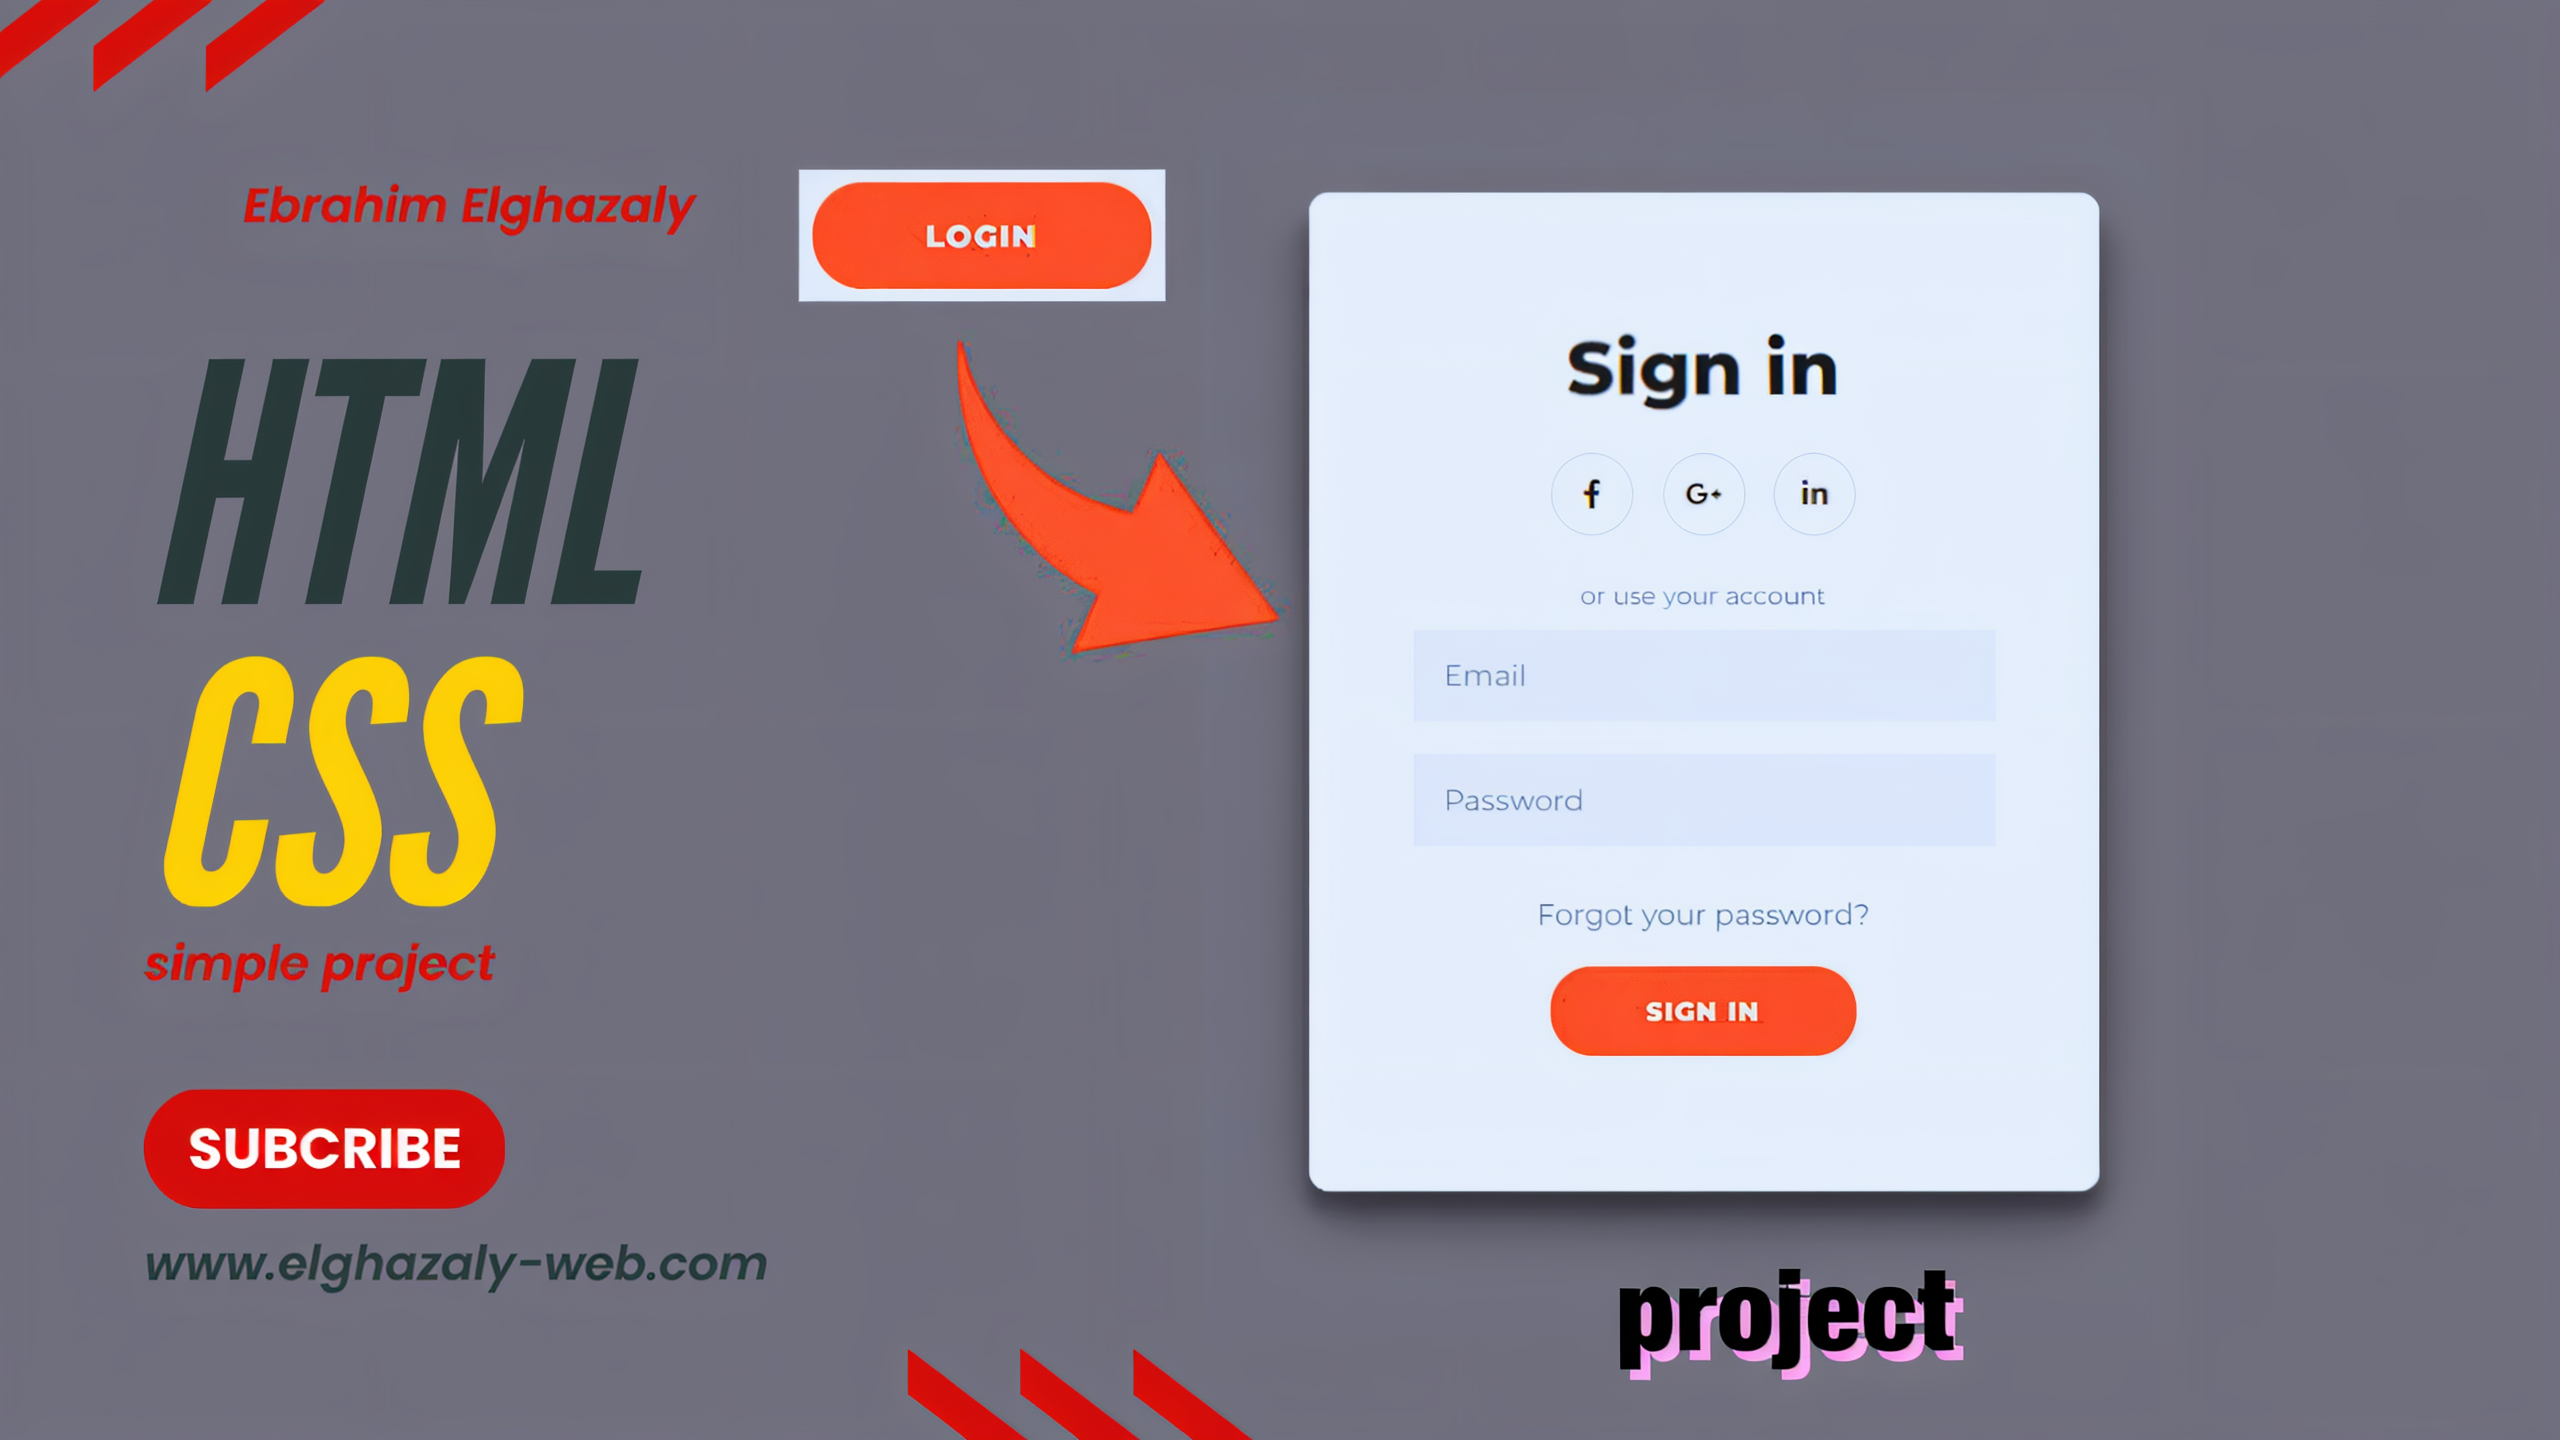 Ebrahim Elghazaly
HTML
CSS
simple project
SUBCRIBE
www.elghazaly-web.com
LOGIN
Sign in
f
G+
in
or use your account
Email
Password
Forgot your password?
SIGN IN
project